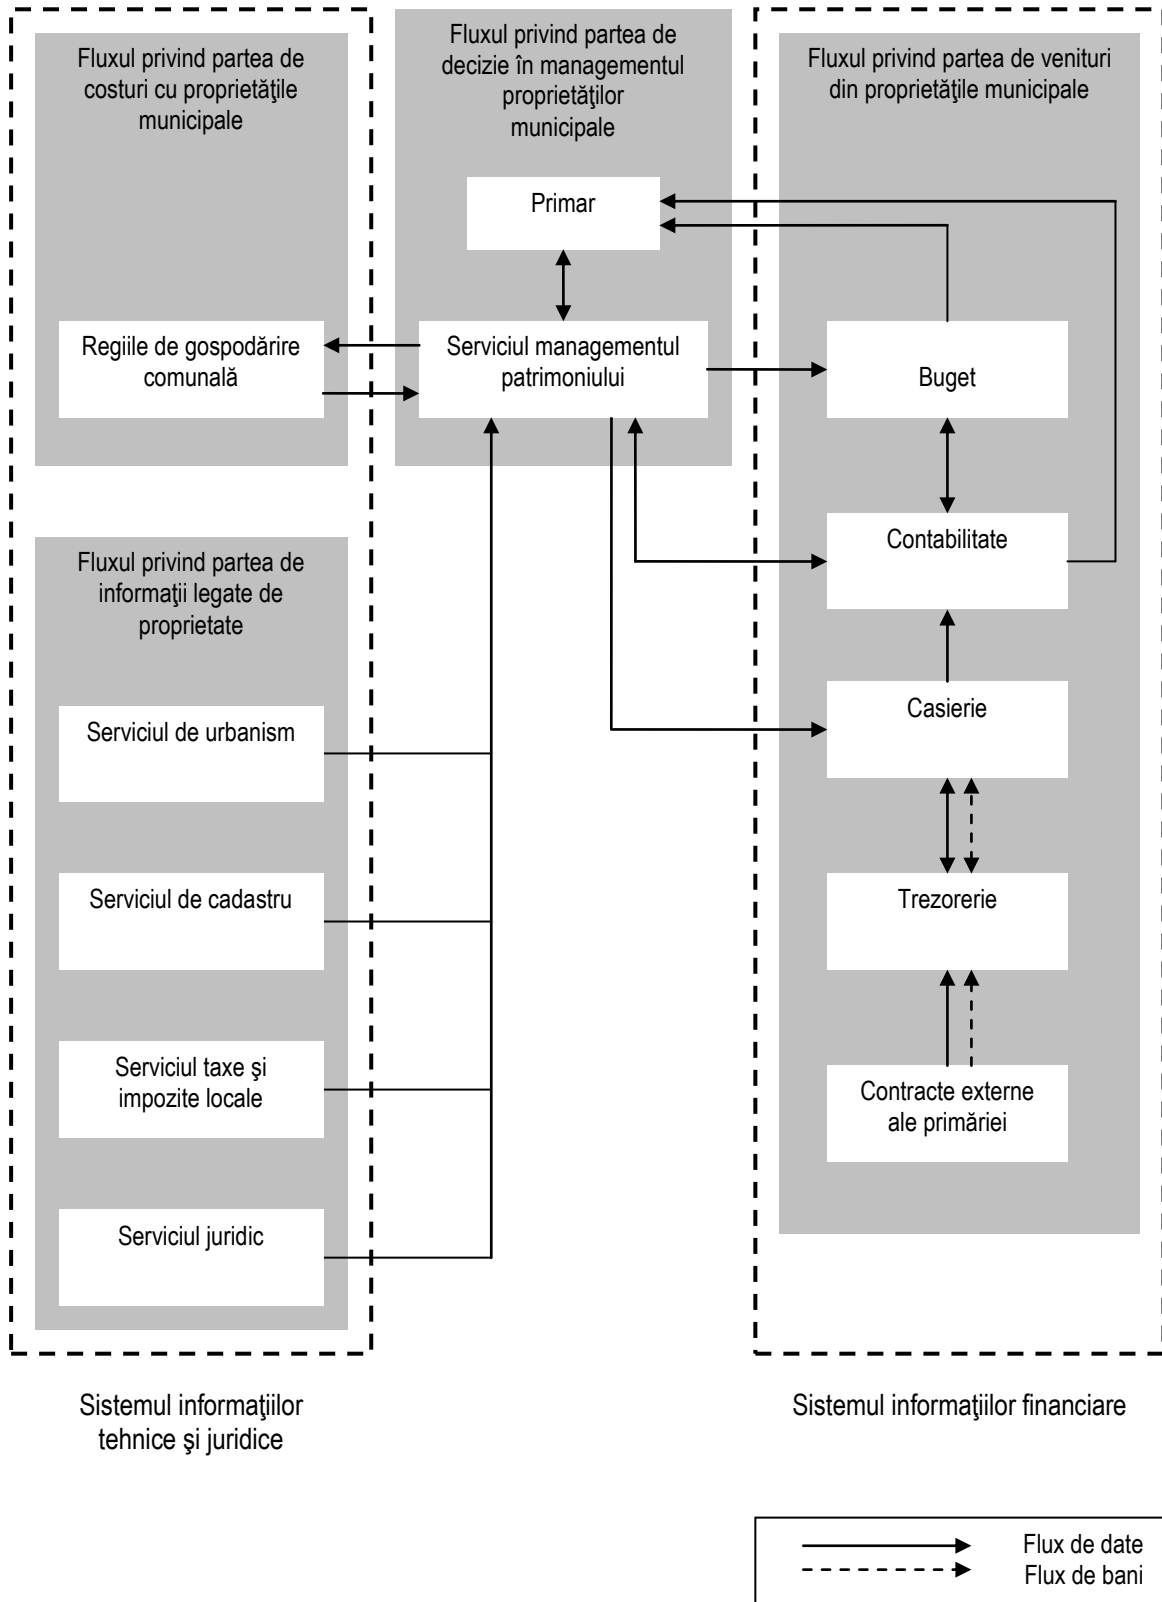 Fluxul privind partea de
costuri cu proprietăţile
municipale
Fluxul privind partea de
decizie în managementul
proprietăţilor
municipale
Fluxul privind partea de venituri
din proprietăţile municipale
Primar
Regiile de gospodărire
comunală
Serviciul managementul
patrimoniului
Buget
Contabilitate
Fluxul privind partea de
informaţii legate de
proprietate
Casierie
Serviciul de urbanism
Serviciul de cadastru
Trezorerie
Serviciul taxe şi
impozite locale
Contracte externe
ale primăriei
Serviciul juridic
Sistemul informaţiilor
tehnice şi juridice
Sistemul informaţiilor financiare
Flux de date
Flux de bani